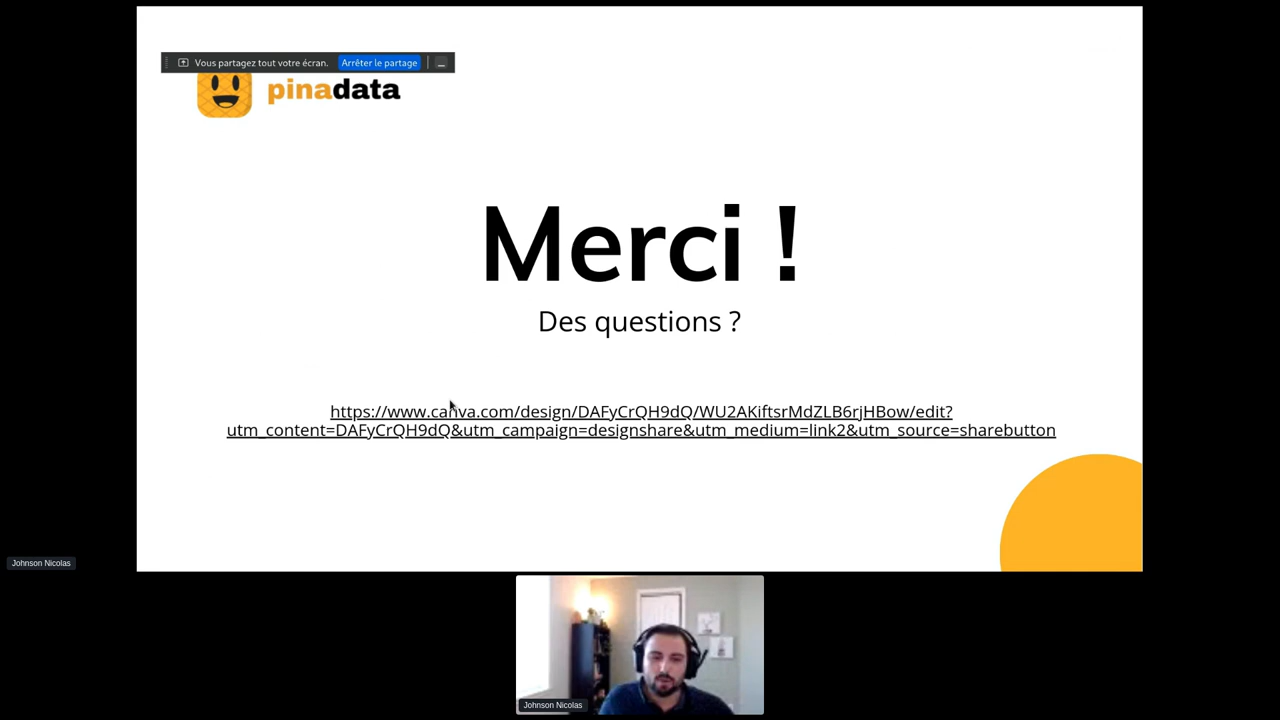 Vous partagez tout votre écran. Arrêter le partage
pinadata
Merci !
Des questions ?
https://www.canva.com/design/DAFyCrQH9dQ/WU2AKiftsrMdZLB6rjHBow/edit?
utm_content=DAFyCrQH9dQ&utm_campaign=designshare&utm_medium=link2&utm_source=sharebutton
Johnson Nicolas
Johnson Nicolas